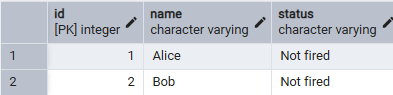 id name status
[PK] integer character varying character varying
1 1 Alice Not fired
2 2 Bob Not fired